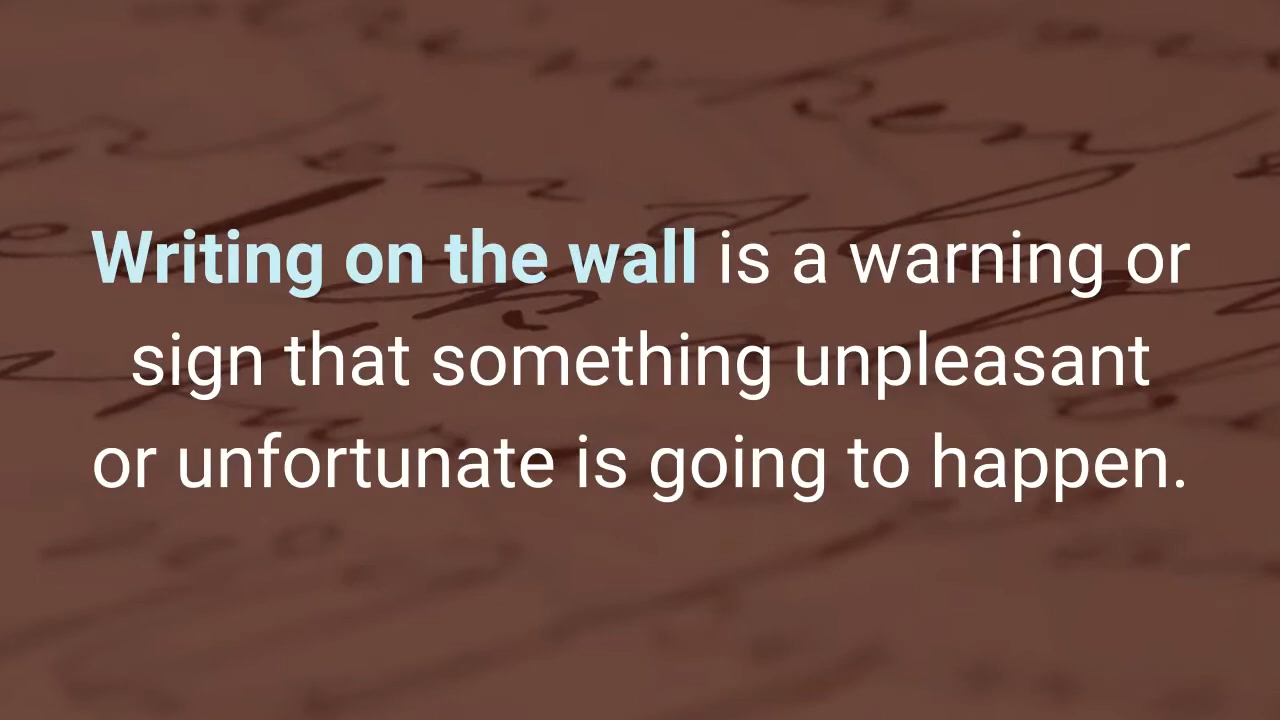 Writing on the wall is a warning or
sign that something unpleasant
or unfortunate is going to happen.